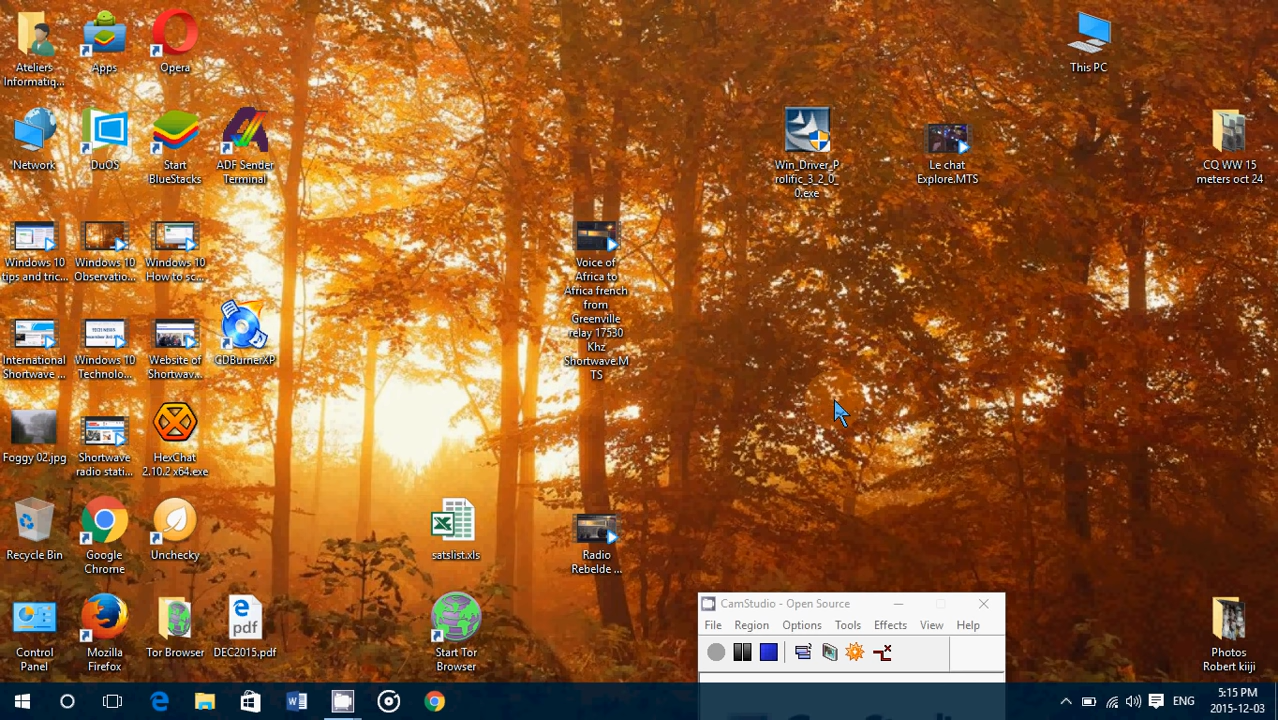 Ateliers
Informatiq...
Apps
Opera
This PC
Network
DuOS
Start
BlueStacks
ADF Sender
Terminal
Win_Driver_P
rolific_3_2_0_
0.exe
Le chat
Explore.MTS
CQ WW 15
meters oct 24
Windows 10
tips and tric...
Windows 10
Observatio...
Windows 10
How to sc...
Voice of
Africa to
Africa french
from
Greenville
relay 17530
Khz
Shortwave.M
TS
International
Shortwave ...
Windows 10
Technolo...
Website of
Shortwav...
CDBurnerXP
Foggy 02.jpg
Shortwave
radio stati...
HexChat
2.10.2 x64.exe
Recycle Bin
Google
Chrome
Unchecky
satslist.xls
Radio
Rebelde ...
Control
Panel
Mozilla
Firefox
Tor Browser
pdf
DEC2015.pdf
Start Tor
Browser
CamStudio - Open Source
File Region Options Tools Effects View Help
Photos
Robert kiiji
ENG
5:15 PM
2015-12-03